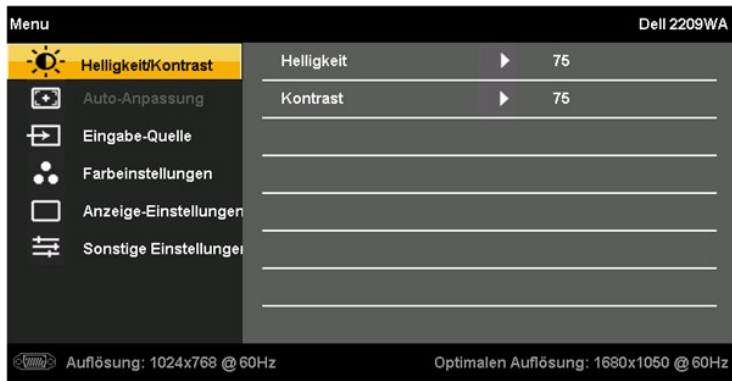 Menu Dell 2209WA
Helligkeit/Kontrast Helligkeit 75
Auto-Anpassung Kontrast 75
Eingabe-Quelle
Farbeinstellungen
Anzeige-Einstellungen
Sonstige Einstellunge
Auflösung: 1024x768 @ 60Hz Optimalen Auflösung: 1680x1050 @ 60Hz